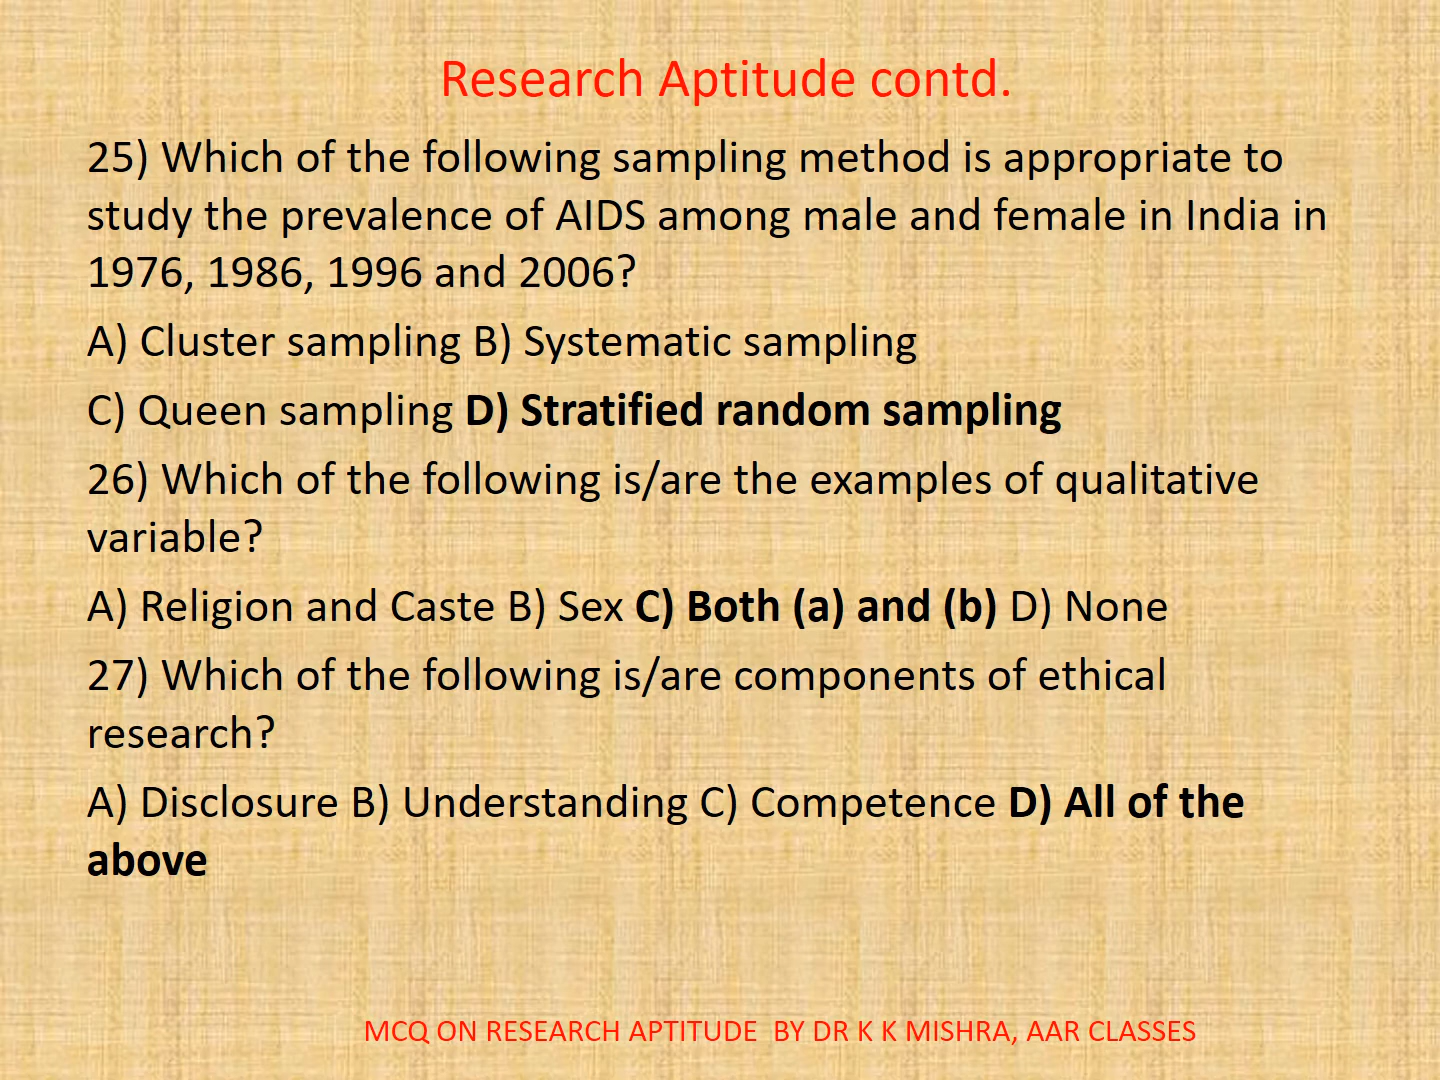 Research Aptitude contd.
25) Which of the following sampling method is appropriate to
study the prevalence of AIDS among male and female in India in
1976, 1986, 1996 and 2006?
A) Cluster sampling B) Systematic sampling
C) Queen sampling D) Stratified random sampling
26) Which of the following is/are the examples of qualitative
variable?
A) Religion and Caste B) Sex C) Both (a) and (b) D) None
27) Which of the following is/are components of ethical
research?
A) Disclosure B) Understanding C) Competence D) All of the
above
MCQ ON RESEARCH APTITUDE  BY DR K K MISHRA, AAR CLASSES